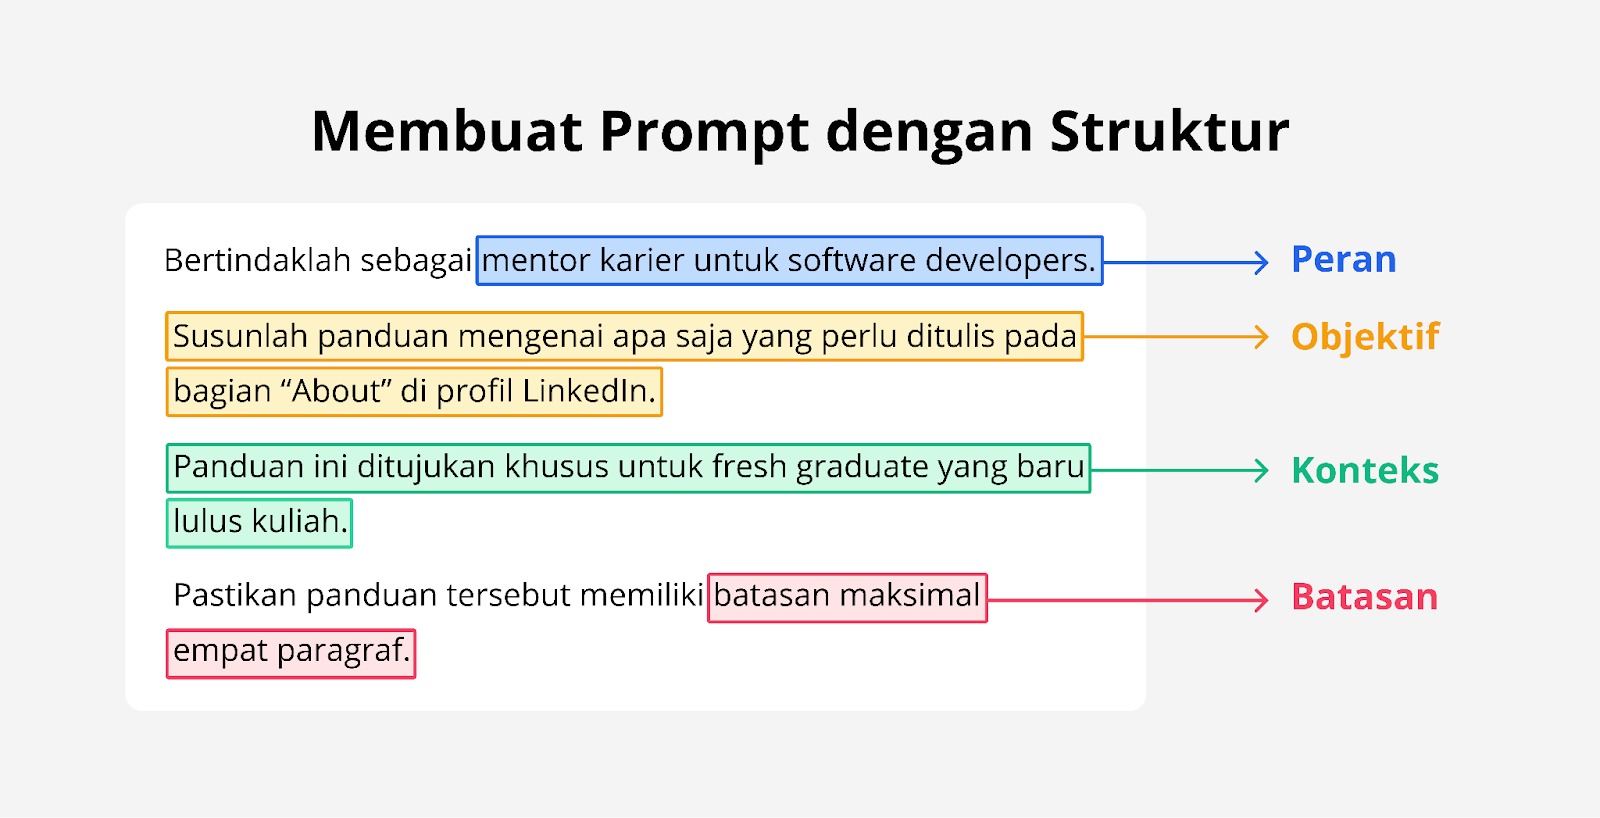 Membuat Prompt dengan Struktur
Bertindaklah sebagai mentor karier untuk software developers.
Peran
Susunlah panduan mengenai apa saja yang perlu ditulis pada
Objektif
bagian “About” di profil LinkedIn.
Panduan ini ditujukan khusus untuk fresh graduate yang baru
Konteks
lulus kuliah.
Pastikan panduan tersebut memiliki batasan maksimal
Batasan
empat paragraf.